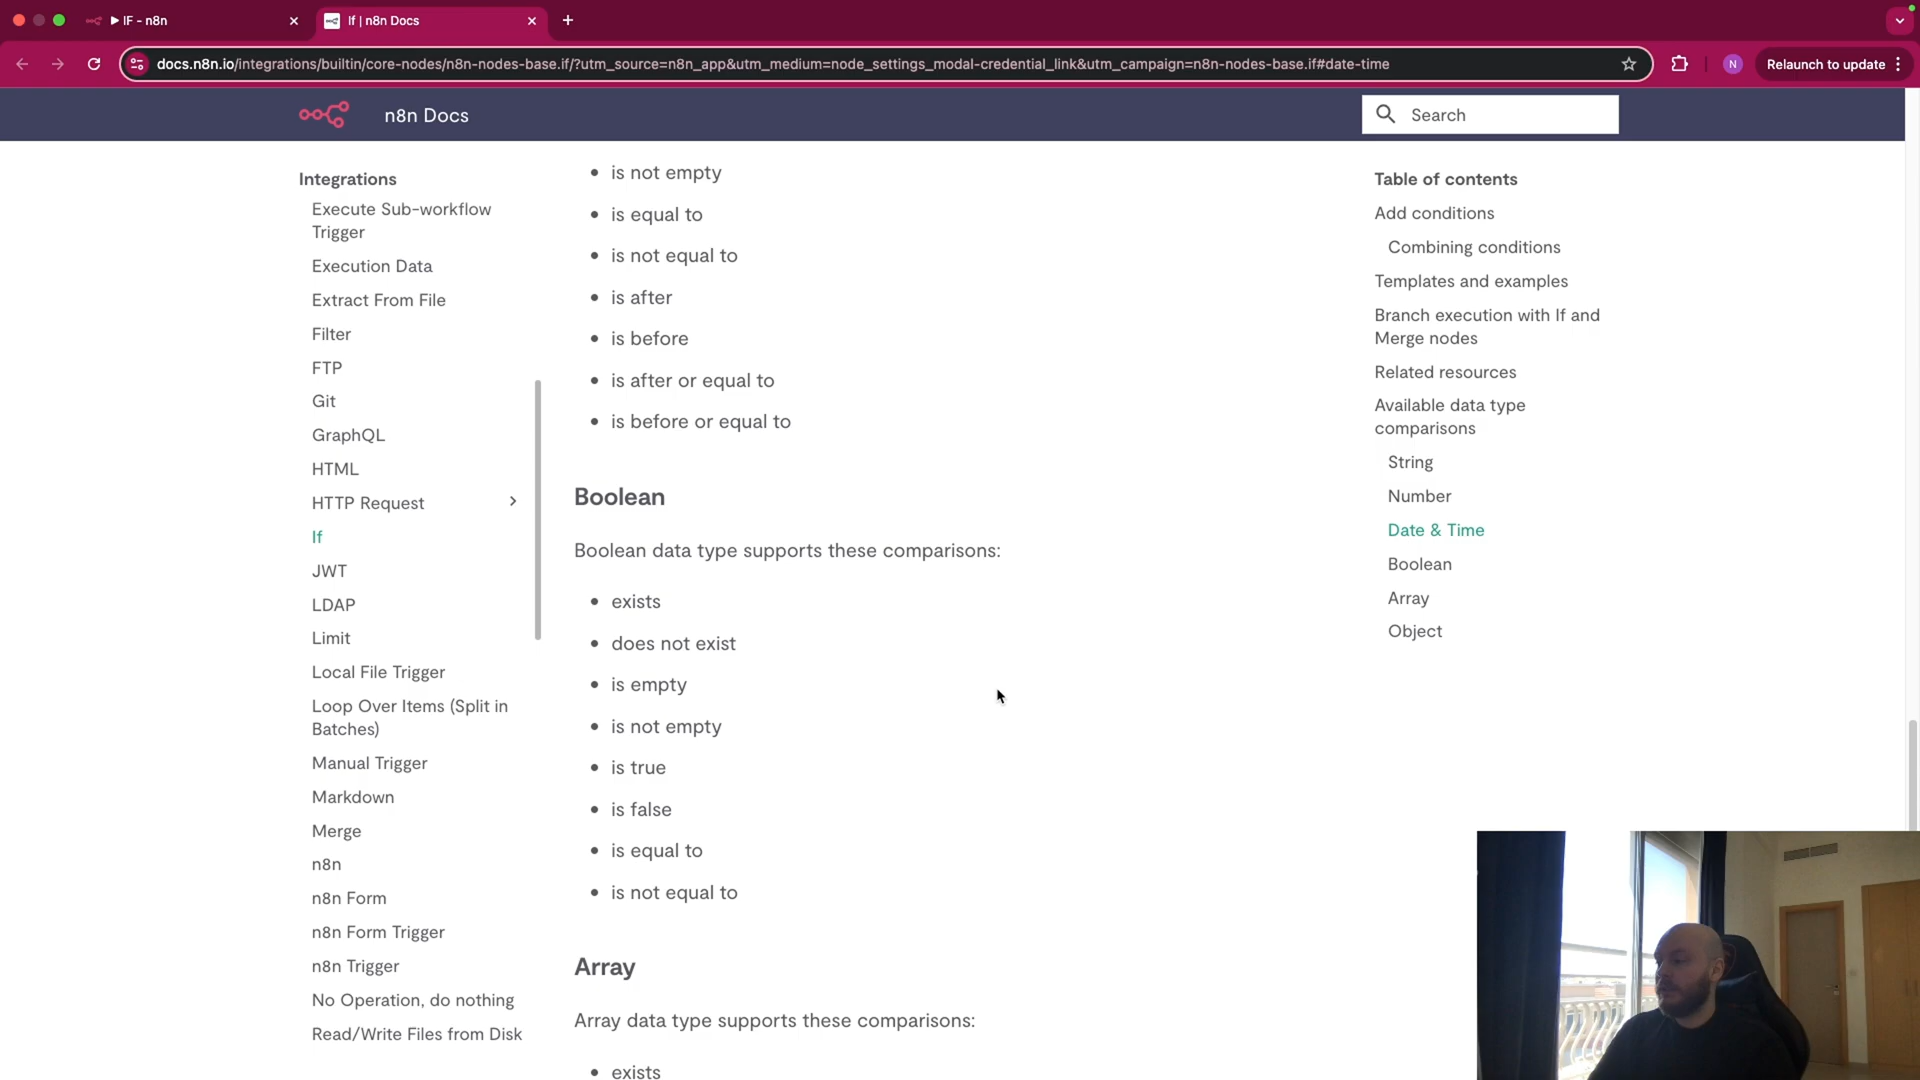 IF - n8n
If | n8n Docs
docs.n8n.io/integrations/builtin/core-nodes/n8n-nodes-base.if/?utm_source=n8n_app&utm_medium=node_settings_modal-credential_link&utm_campaign=n8n-nodes-base.if#date-time
N
Relaunch to update
n8n Docs
Search
Integrations
Execute Sub-workflow
Trigger
Execution Data
Extract From File
Filter
FTP
Git
GraphQL
HTML
HTTP Request
If
JWT
LDAP
Limit
Local File Trigger
Loop Over Items (Split in
Batches)
Manual Trigger
Markdown
Merge
n8n
n8n Form
n8n Form Trigger
n8n Trigger
No Operation, do nothing
Read/Write Files from Disk
is not empty
is equal to
is not equal to
is after
is before
is after or equal to
is before or equal to
Boolean
Boolean data type supports these comparisons:
exists
does not exist
is empty
is not empty
is true
is false
is equal to
is not equal to
Array
Array data type supports these comparisons:
exists
Table of contents
Add conditions
Combining conditions
Templates and examples
Branch execution with If and
Merge nodes
Related resources
Available data type
comparisons
String
Number
Date & Time
Boolean
Array
Object